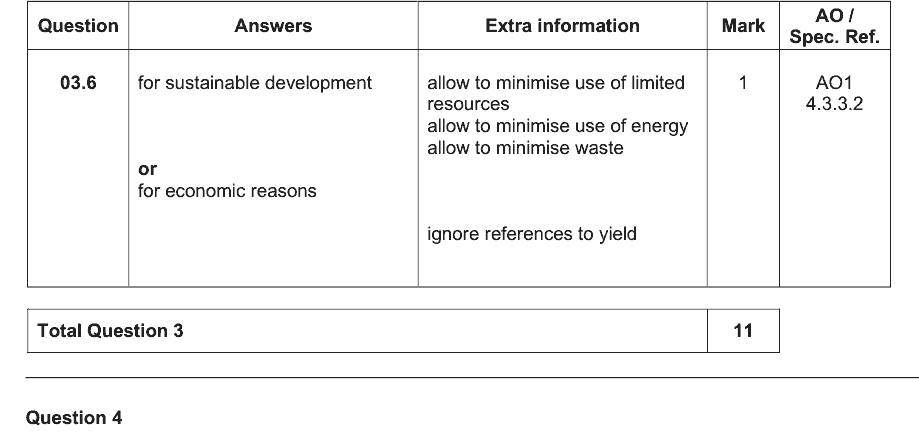 Question Answers Extra information Mark AO /
Spec. Ref.
03.6 for sustainable development allow to minimise use of limited 1 AO1
resources 4.3.3.2
allow to minimise use of energy
allow to minimise waste
or
for economic reasons
ignore references to yield
Total Question 3 11
Question 4